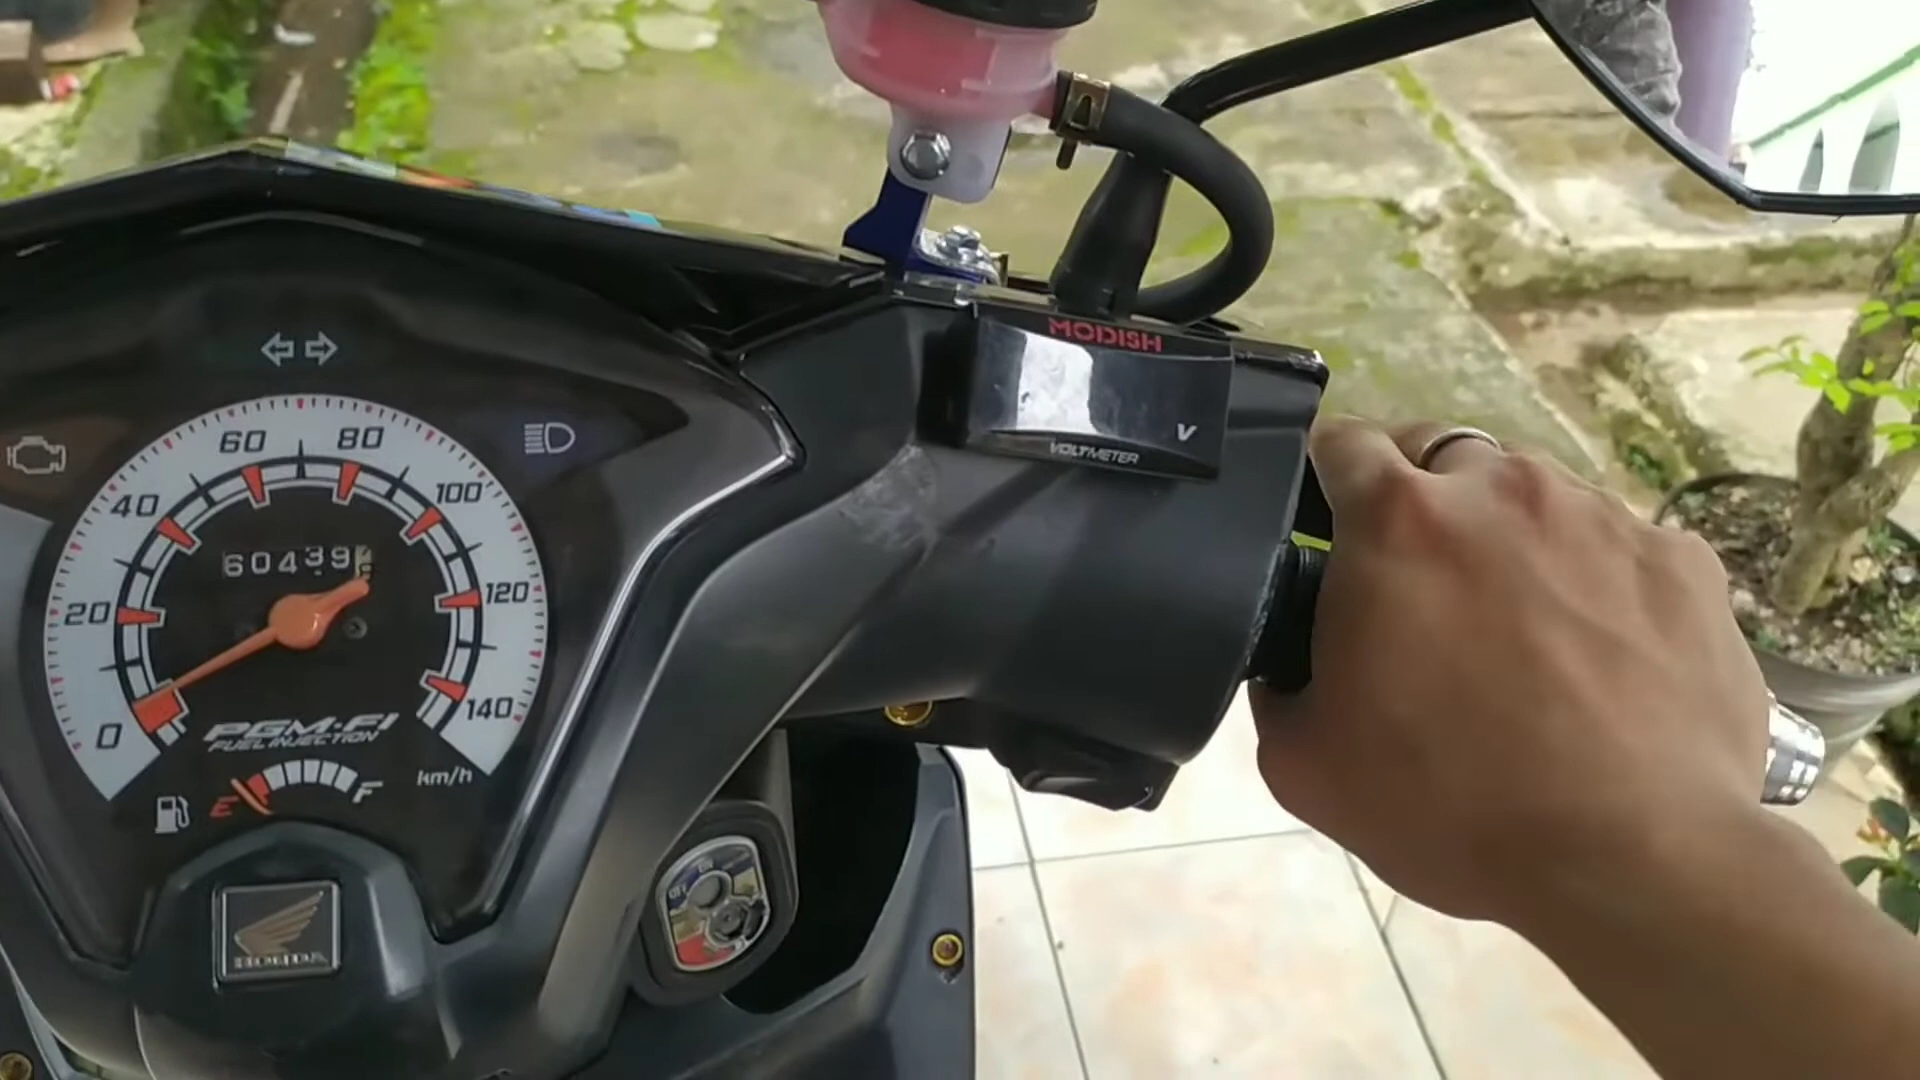 MODISH
V
VOLTMETER
0
20
40
60
80
100
120
140
60439
PGM-FI
FUEL INJECTION
km/h
E
F
HONDA